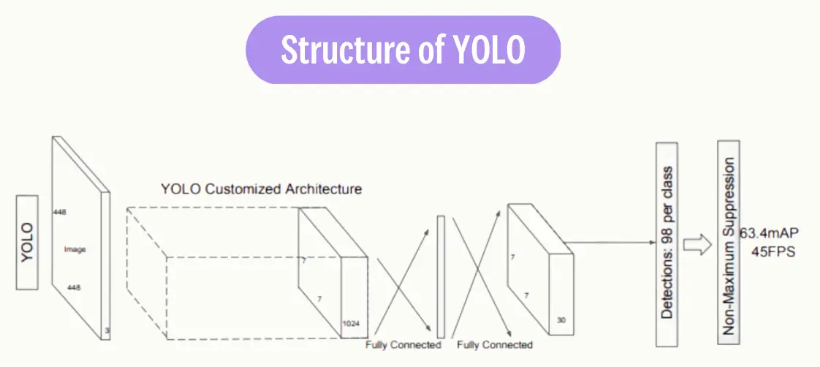 Structure of YOLO
YOLO
448
Image
448
3
YOLO Customized Architecture
7
7
1024
Fully Connected
Fully Connected
7
7
30
Detections: 98 per class
Non-Maximum Suppression
63.4mAP
45FPS